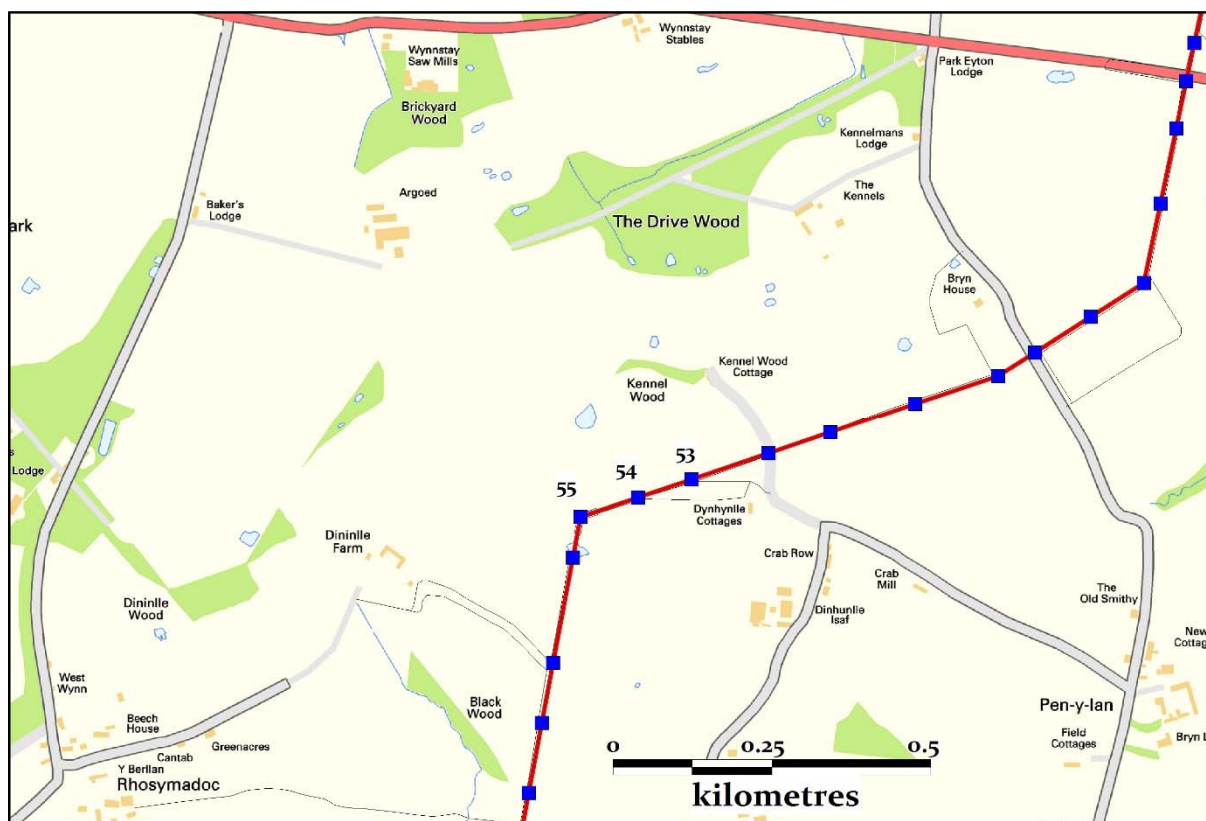 Wynnstay
Stables
Wynnstay
Saw Mills
Park Eyton
Lodge
Brickyard
Wood
Kennelmans
Lodge
The
Kennels
Argoed
Baker's
Lodge
ark
The Drive Wood
Bryn
House
Kennel Wood
Cottage
Kennel
Wood
53
54
55
s
Lodge
Dynhynlle
Cottages
Dininlle
Farm
Crab Row
Crab
Mill
The
Old Smithy
Dininlle
Wood
Dinhunlle
Isaf
New
Cottag
West
Wynn
Black
Wood
Pen-y-lan
Beech
House
Greenacres
Cantab
Field
Cottages
Bryn L
Y Berllan
Rhosymadoc
0 0.25 0.5
kilometres